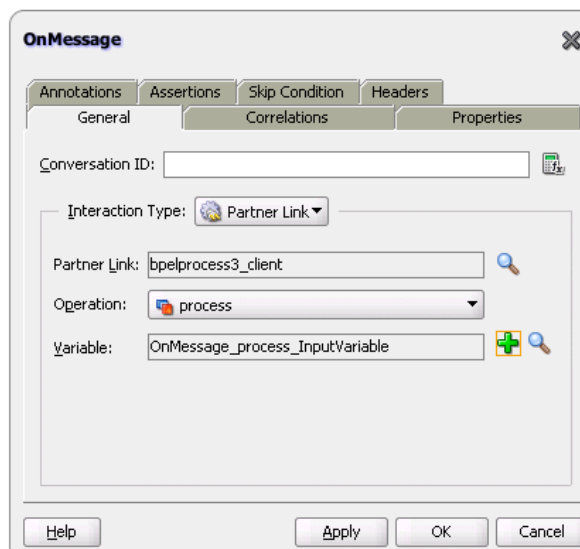 OnMessage
Annotations Assertions Skip Condition Headers
General Correlations Properties
Conversation ID:
Interaction Type: Partner Link
Partner Link: bpelprocess3_client
Operation: process
Variable: OnMessage_process_InputVariable
Help Apply OK Cancel